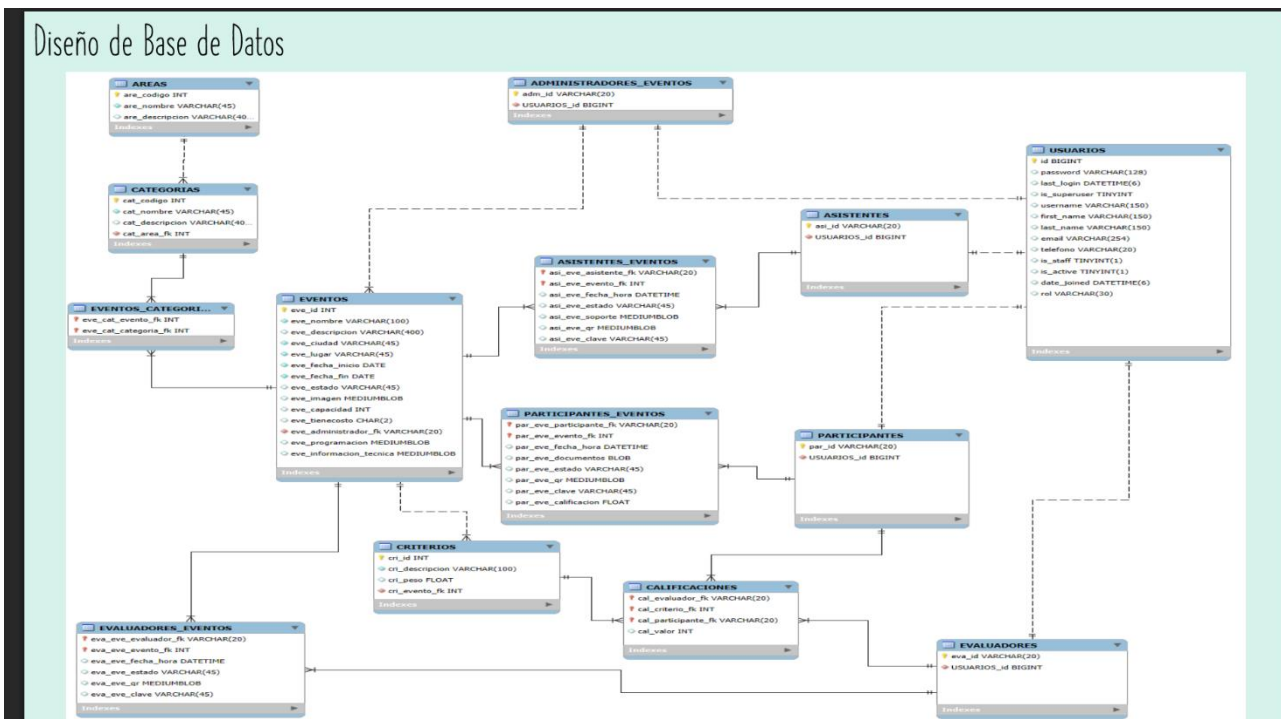 Diseño de Base de Datos
AREAS
are_codigo INT
are_nombre VARCHAR(45)
are_descripcion VARCHAR(40...
Indexes
ADMINISTRADORES_EVENTOS
adm_id VARCHAR(20)
USUARIOS_id BIGINT
Indexes
USUARIOS
id BIGINT
password VARCHAR(128)
last_login DATETIME(6)
is_superuser TINYINT
username VARCHAR(150)
first_name VARCHAR(150)
last_name VARCHAR(150)
email VARCHAR(254)
telefono VARCHAR(20)
is_staff TINYINT(1)
is_active TINYINT(1)
date_joined DATETIME(6)
rol VARCHAR(30)
Indexes
CATEGORIAS
cat_codigo INT
cat_nombre VARCHAR(45)
cat_descripcion VARCHAR(40...
cat_area_fk INT
Indexes
ASISTENTES
asi_id VARCHAR(20)
USUARIOS_id BIGINT
Indexes
ASISTENTES_EVENTOS
asi_eve_asistente_fk VARCHAR(20)
asi_eve_evento_fk INT
asi_eve_fecha_hora DATETIME
asi_eve_estado VARCHAR(45)
asi_eve_soporte MEDIUMBLOB
asi_eve_qr MEDIUMBLOB
asi_eve_clave VARCHAR(45)
Indexes
EVENTOS_CATEGORI...
eve_cat_evento_fk INT
eve_cat_categoria_fk INT
Indexes
EVENTOS
eve_id INT
eve_nombre VARCHAR(100)
eve_descripcion VARCHAR(400)
eve_ciudad VARCHAR(45)
eve_lugar VARCHAR(45)
eve_fecha_inicio DATE
eve_fecha_fin DATE
eve_estado VARCHAR(45)
eve_imagen MEDIUMBLOB
eve_capacidad INT
eve_tienecosto CHAR(2)
eve_administrador_fk VARCHAR(20)
eve_programacion MEDIUMBLOB
eve_informacion_tecnica MEDIUMBLOB
Indexes
PARTICIPANTES_EVENTOS
par_eve_participante_fk VARCHAR(20)
par_eve_evento_fk INT
par_eve_fecha_hora DATETIME
par_eve_documentos BLOB
par_eve_estado VARCHAR(45)
par_eve_qr MEDIUMBLOB
par_eve_clave VARCHAR(45)
par_eve_calificacion FLOAT
Indexes
PARTICIPANTES
par_id VARCHAR(20)
USUARIOS_id BIGINT
Indexes
CRITERIOS
cri_id INT
cri_descripcion VARCHAR(100)
cri_peso FLOAT
cri_evento_fk INT
Indexes
CALIFICACIONES
cal_evaluador_fk VARCHAR(20)
cal_criterio_fk INT
cal_participante_fk VARCHAR(20)
cal_valor INT
Indexes
EVALUADORES_EVENTOS
eva_eve_evaluador_fk VARCHAR(20)
eva_eve_evento_fk INT
eva_eve_fecha_hora DATETIME
eva_eve_estado VARCHAR(45)
eva_eve_qr MEDIUMBLOB
eva_eve_clave VARCHAR(45)
Indexes
EVALUADORES
eva_id VARCHAR(20)
USUARIOS_id BIGINT
Indexes